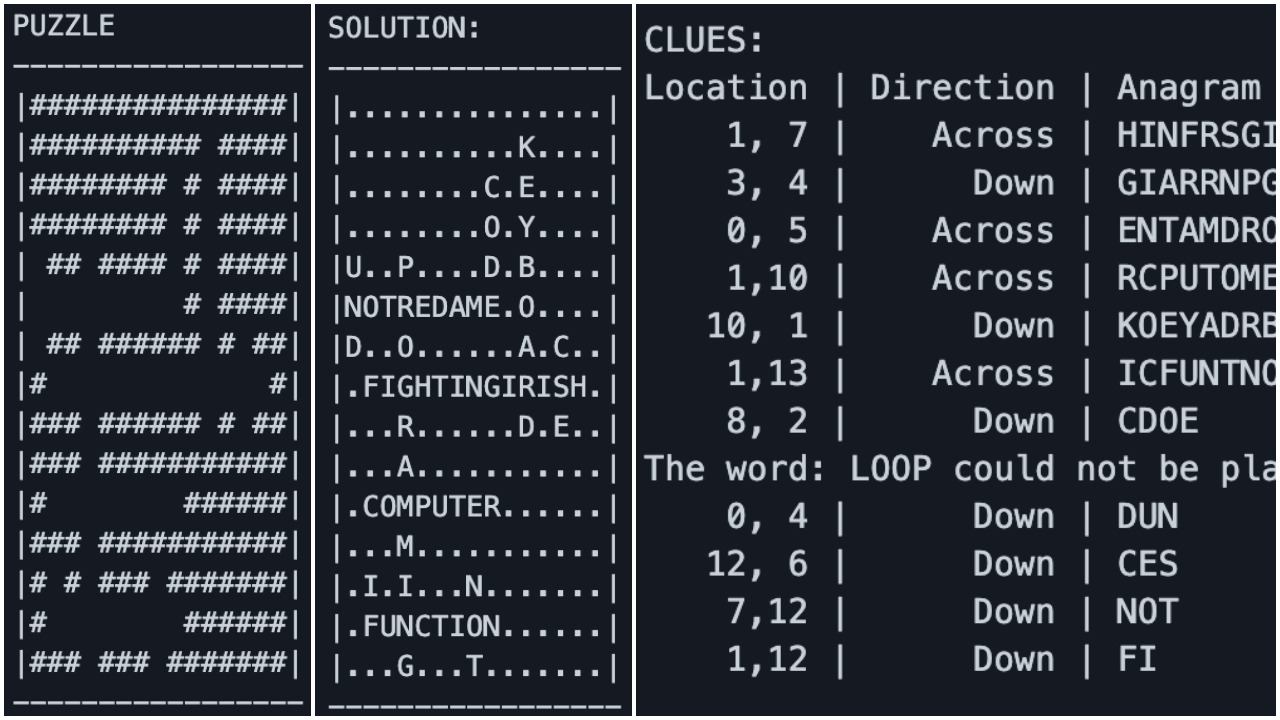 PUZZLE
-----------------
|###############|
|########## ####|
|######## # ####|
|######## # ####|
| ## #### # ####|
|         # ####|
| ## ###### # ##|
|#             #|
|### ###### # ##|
|### ###########|
|#        ######|
|### ###########|
|# # ### #######|
|#        ######|
|### ### #######|
-----------------
SOLUTION:
-----------------
|...............|
|..........K....|
|........C.E....|
|........O.Y....|
|U..P....D.B....|
|NOTREDAME.O....|
|D..O......A.C..|
|.FIGHTINGIRISH.|
|...R......D.E..|
|...A...........|
|.COMPUTER......|
|...M...........|
|.I.I...N.......|
|.FUNCTION......|
|...G...T.......|
-----------------
CLUES:
Location | Direction | Anagram
1, 7 | Across | HINFRSGI
3, 4 | Down | GIARRNPG
0, 5 | Across | ENTAMDRO
1,10 | Across | RCPUTOME
10, 1 | Down | KOEYADRB
1,13 | Across | ICFUNTNO
8, 2 | Down | CDOE
The word: LOOP could not be pla
0, 4 | Down | DUN
12, 6 | Down | CES
7,12 | Down | NOT
1,12 | Down | FI